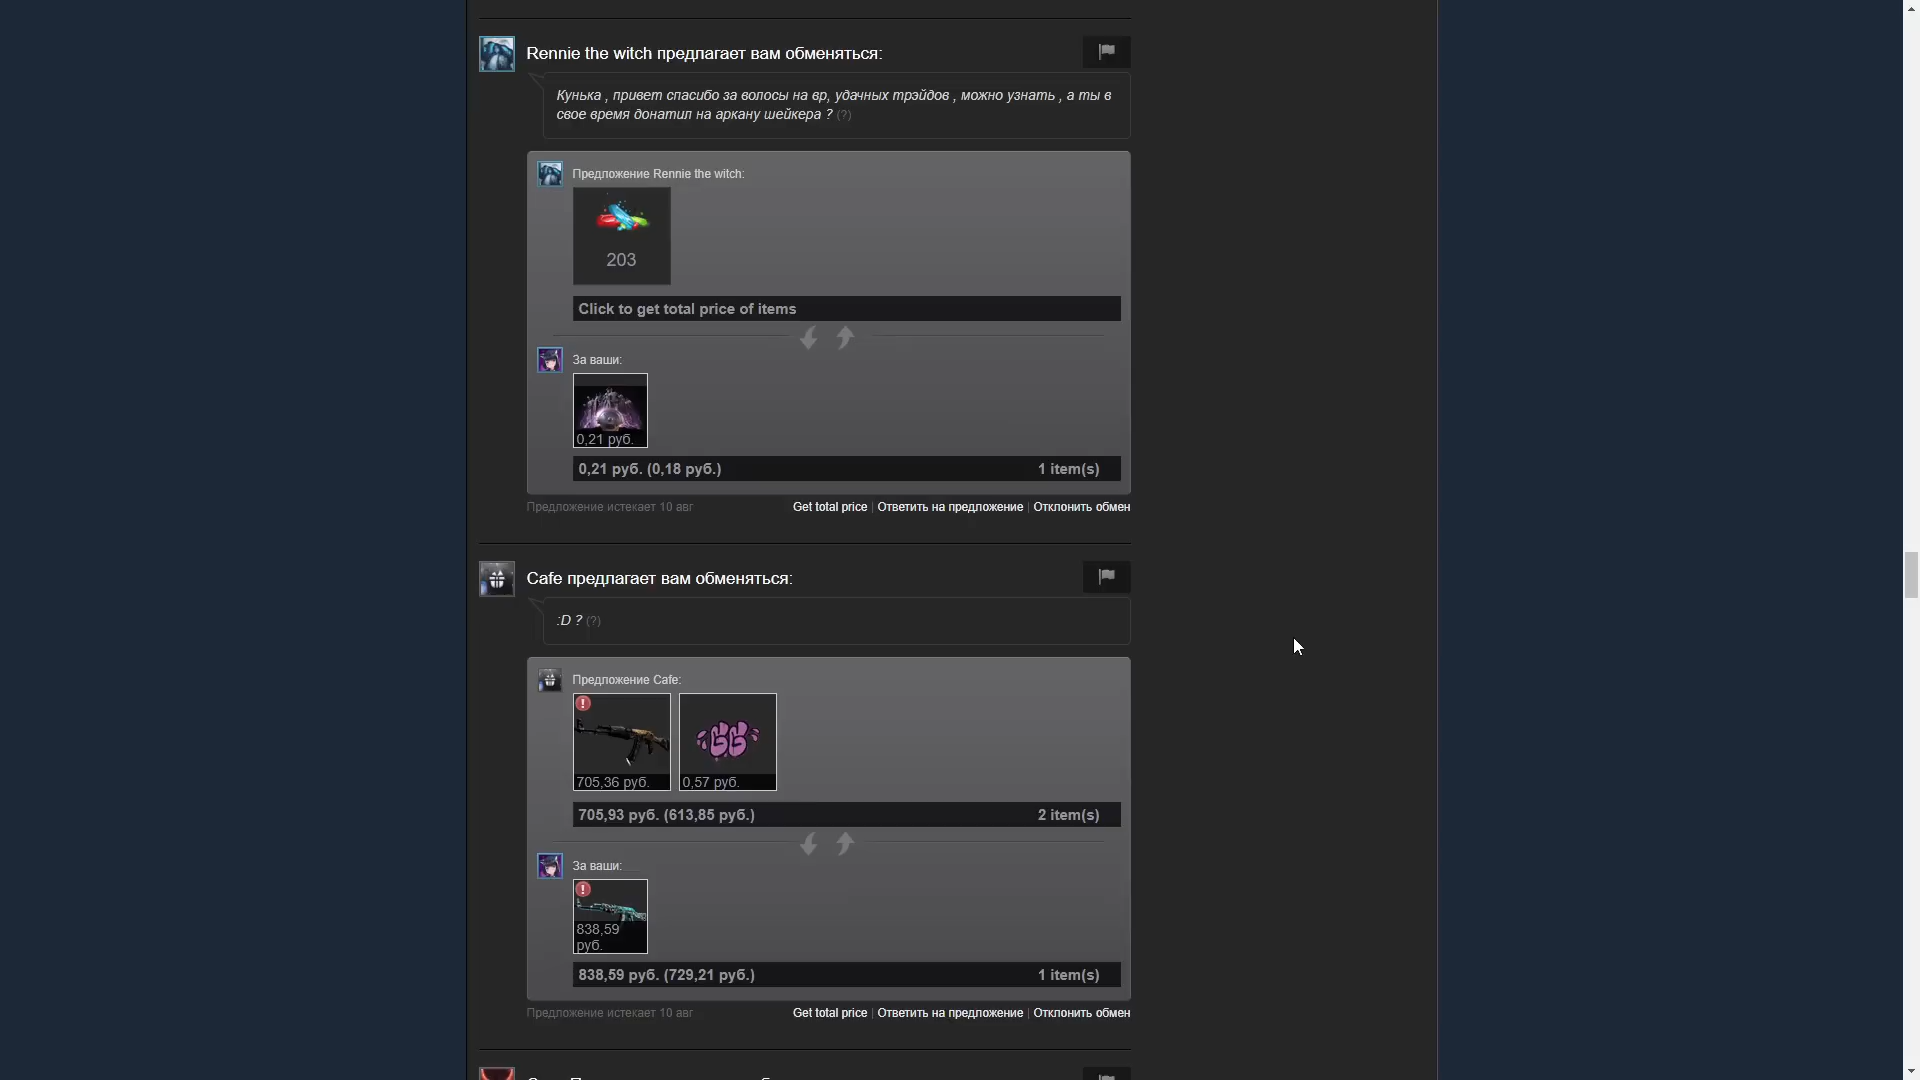 Rennie the witch предлагает вам обменяться:
Кунька , привет спасибо за волосы на вр, удачных трэйдов , можно узнать , а ты в
свое время донатил на аркану шейкера ? (?)
Предложение Rennie the witch:
203
Click to get total price of items
За ваши:
0,21 руб.
0,21 руб. (0,18 руб.) 1 item(s)
Предложение истекает 10 авг Get total price | Ответить на предложение | Отклонить обмен
Cafe предлагает вам обменяться:
:D ? (?)
Предложение Cafe:
!
GG
705,36 руб. 0,57 руб.
705,93 руб. (613,85 руб.) 2 item(s)
За ваши:
!
838,59
руб.
838,59 руб. (729,21 руб.) 1 item(s)
Предложение истекает 10 авг Get total price | Ответить на предложение | Отклонить обмен